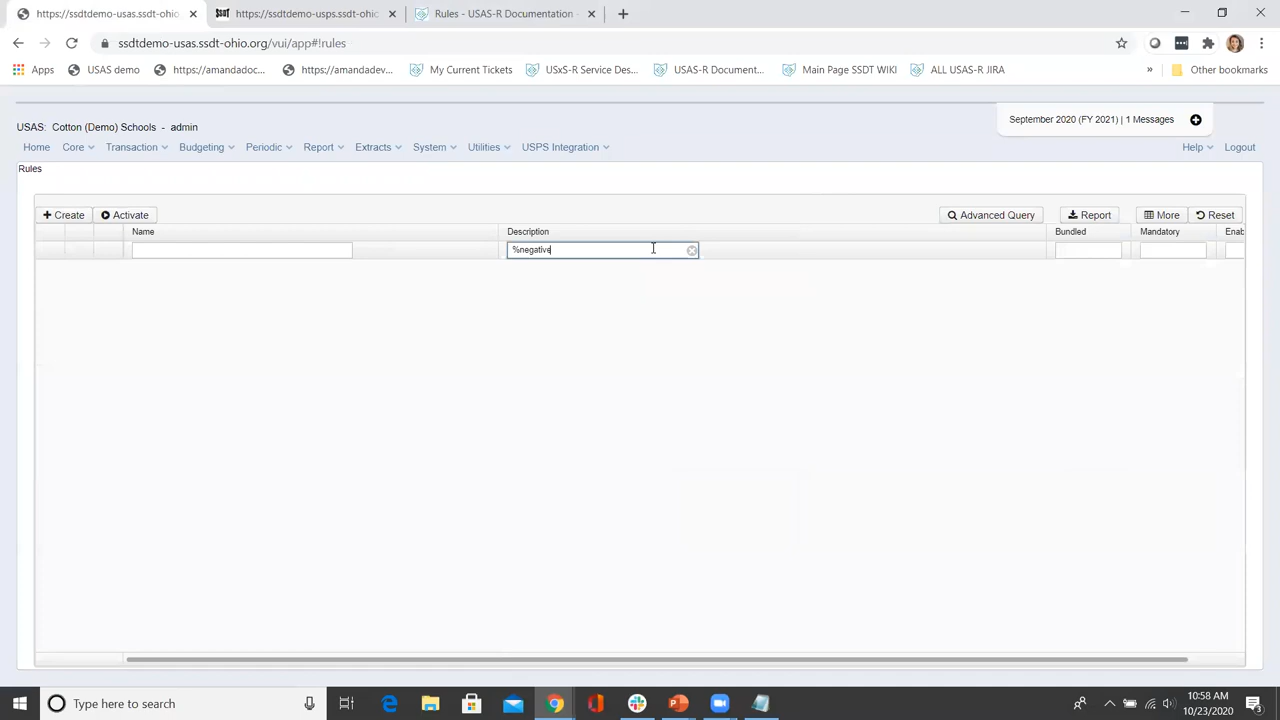 https://ssdtdemo-usas.ssdt-ohio
https://ssdtdemo-usps.ssdt-ohio
Rules - USAS-R Documentation -
ssdtdemo-usas.ssdt-ohio.org/vui/app#!rules
Apps
USAS demo
https://amandadoc...
https://amandadev...
My Current Tickets
USxS-R Service Des...
USAS-R Document...
Main Page SSDT WIKI
ALL USAS-R JIRA
»
Other bookmarks
USAS: Cotton (Demo) Schools - admin
September 2020 (FY 2021) | 1 Messages
Home Core Transaction Budgeting Periodic Report Extracts System Utilities USPS Integration Help Logout
Rules
Create Activate Advanced Query Report More Reset
Name Description Bundled Mandatory Enab
%negative
Type here to search
10:58 AM
10/23/2020